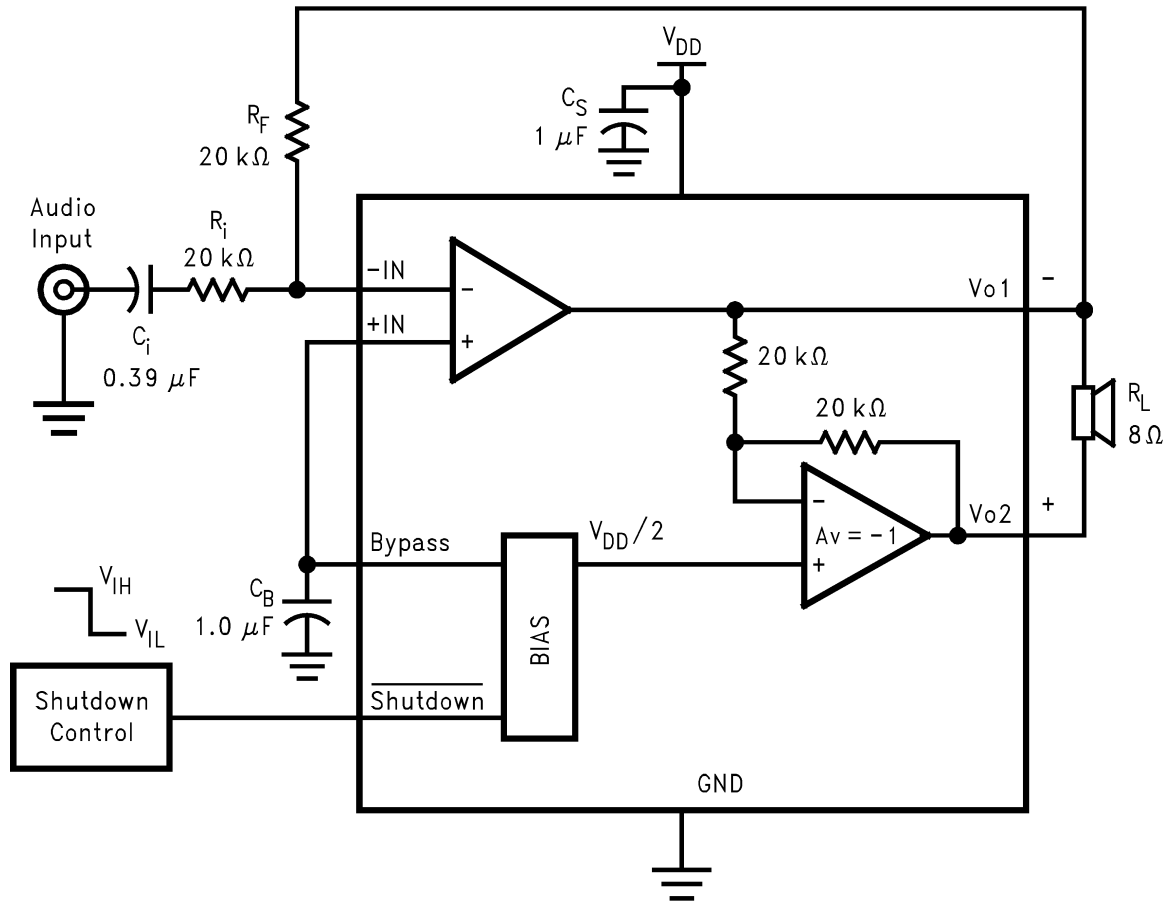 VDD
CS
1 μF
RF
20 kΩ
Audio
Input
Ri
20 kΩ
Ci
0.39 μF
-IN
+IN
-
+
Vo1
-
20 kΩ
20 kΩ
RL
8Ω
-
Av = -1
+
Vo2
+
Bypass
VDD/2
CB
1.0 μF
BIAS
VIH
VIL
Shutdown
Shutdown
Control
GND